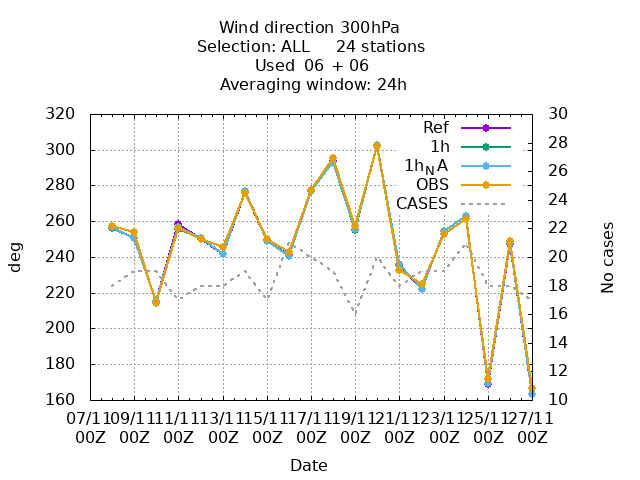 Wind direction 300hPa
Selection: ALL     24 stations
Used  06 + 06
Averaging window: 24h
320
300
280
260
240
220
200
180
160
30
28
26
24
22
20
18
16
14
12
10
deg
No cases
Ref
1h
1hNA
OBS
CASES
07/11 09/11 11/11 13/11 15/11 17/11 19/11 21/11 23/11 25/11 27/11
00Z 00Z 00Z 00Z 00Z 00Z 00Z 00Z 00Z 00Z 00Z
Date